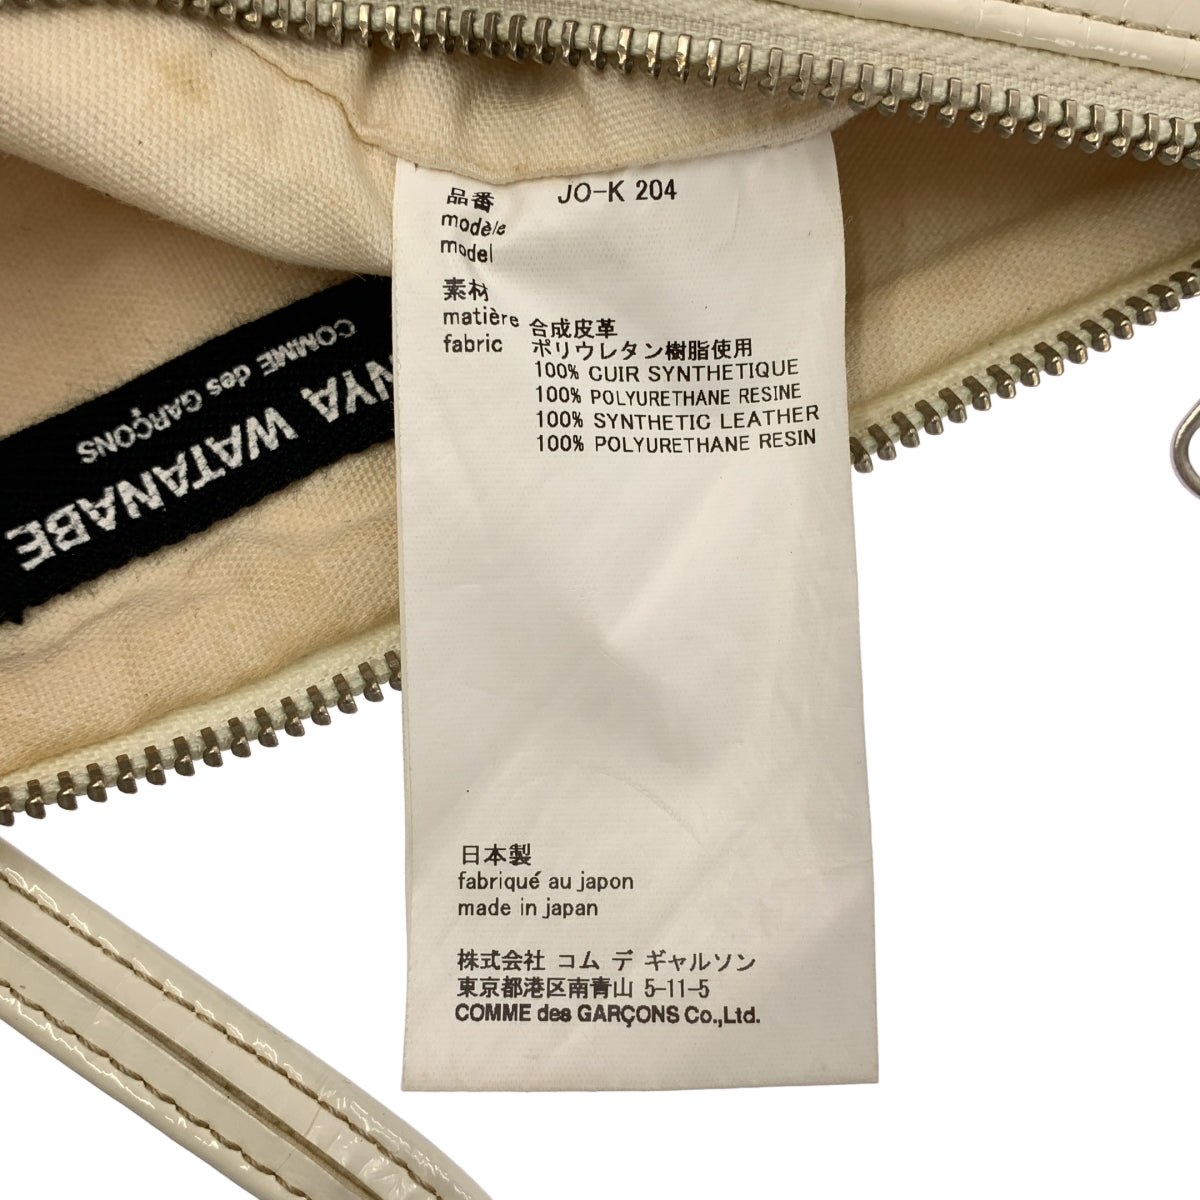 品番 JO-K 204
modèle
model
素材
matière 合成皮革
fabric ポリウレタン樹脂使用
100% CUIR SYNTHETIQUE
100% POLYURETHANE RESINE
100% SYNTHETIC LEATHER
100% POLYURETHANE RESIN
日本製
fabriqué au japon
made in japan
株式会社 コム デ ギャルソン
東京都港区南青山 5-11-5
COMME des GARÇONS Co.,Ltd.
NYA WATANABE
COMME des GARÇONS